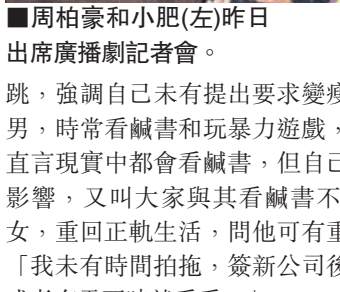 ■周柏豪和小肥(左)昨日
出席廣播劇記者會。
跳，強調自己未有提出要求變瘦
男，時常看鹹書和玩暴力遊戲，
直言現實中都會看鹹書，但自己
影響，又叫大家與其看鹹書不
女，重回正軌生活，問他可有重
「我未有時間拍拖，簽新公司後